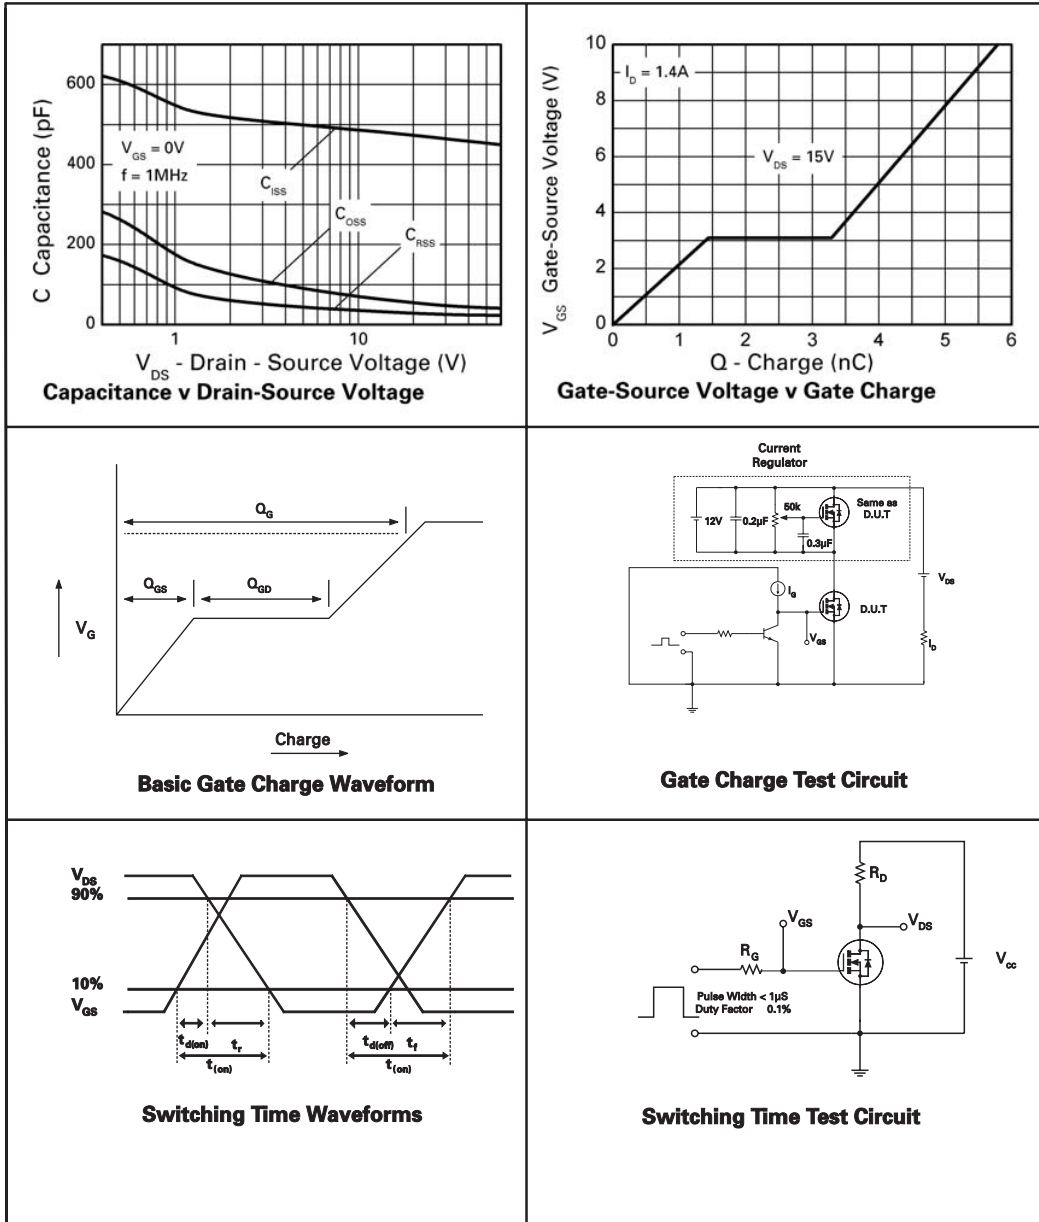 600
400
200
0
C Capacitance (pF)
V_GS = 0V
f = 1MHz
C_ISS
C_OSS
C_RSS
1
10
V_DS - Drain - Source Voltage (V)
Capacitance v Drain-Source Voltage
10
8
6
4
2
0
V_GS Gate-Source Voltage (V)
I_D = 1.4A
V_DS = 15V
0
1
2
3
4
5
6
Q - Charge (nC)
Gate-Source Voltage v Gate Charge
Q_G
Q_GS
Q_GD
V_G
Charge
Basic Gate Charge Waveform
Current
Regulator
12V
0.2µF
50k
0.3µF
Same as
D.U.T
I_G
V_DS
D.U.T
V_GS
I_D
Gate Charge Test Circuit
V_DS
90%
10%
V_GS
t_d(on)
t_r
t_(on)
t_d(off)
t_f
t_(on)
Switching Time Waveforms
R_D
V_GS
V_DS
R_G
V_cc
Pulse Width < 1µS
Duty Factor 0.1%
Switching Time Test Circuit